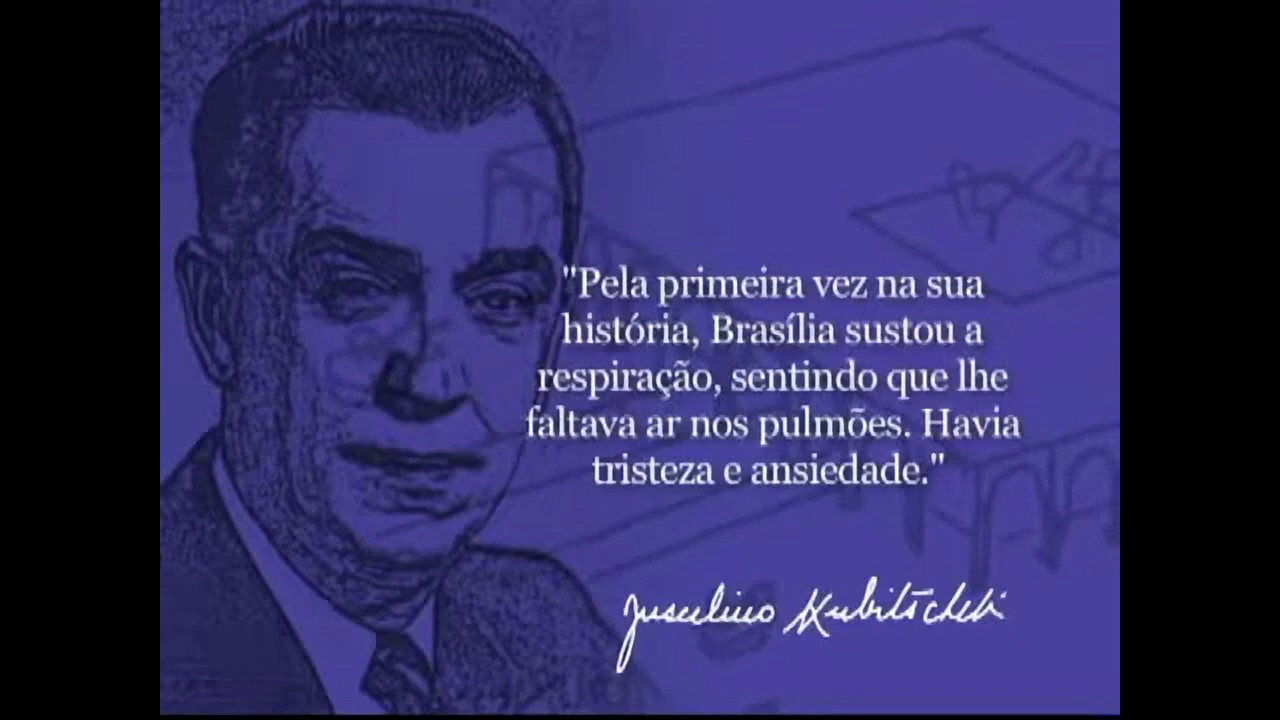 "Pela primeira vez na sua
história, Brasília sustou a
respiração, sentindo que lhe
faltava ar nos pulmões. Havia
tristeza e ansiedade."
Juscelino Kubitschek